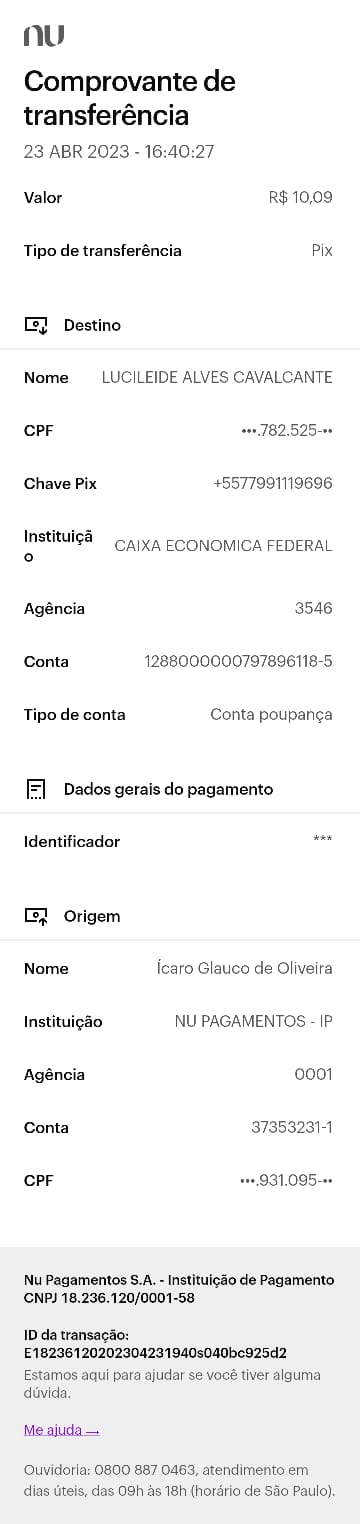 nu
Comprovante de
transferência
23 ABR 2023 - 16:40:27
Valor R$ 10,09
Tipo de transferência Pix
Destino
Nome LUCILEIDE ALVES CAVALCANTE
CPF •••.782.525-••
Chave Pix +5577991119696
Instituiçã
o CAIXA ECONOMICA FEDERAL
Agência 3546
Conta 1288000000797896118-5
Tipo de conta Conta poupança
Dados gerais do pagamento
Identificador ***
Origem
Nome Ícaro Glauco de Oliveira
Instituição NU PAGAMENTOS - IP
Agência 0001
Conta 37353231-1
CPF •••.931.095-••
Nu Pagamentos S.A. - Instituição de Pagamento
CNPJ 18.236.120/0001-58
ID da transação:
E18236120202304231940s040bc925d2
Estamos aqui para ajudar se você tiver alguma
dúvida.
Me ajuda →
Ouvidoria: 0800 887 0463, atendimento em
dias úteis, das 09h às 18h (horário de São Paulo).